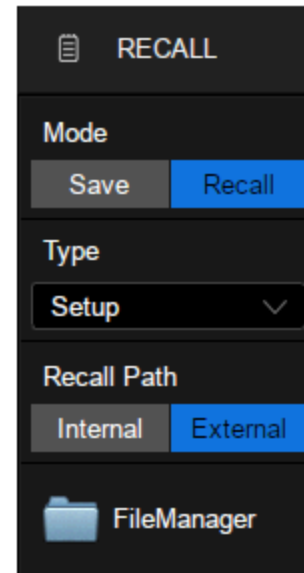 RECALL
Mode
Save Recall
Type
Setup
Recall Path
Internal External
FileManager